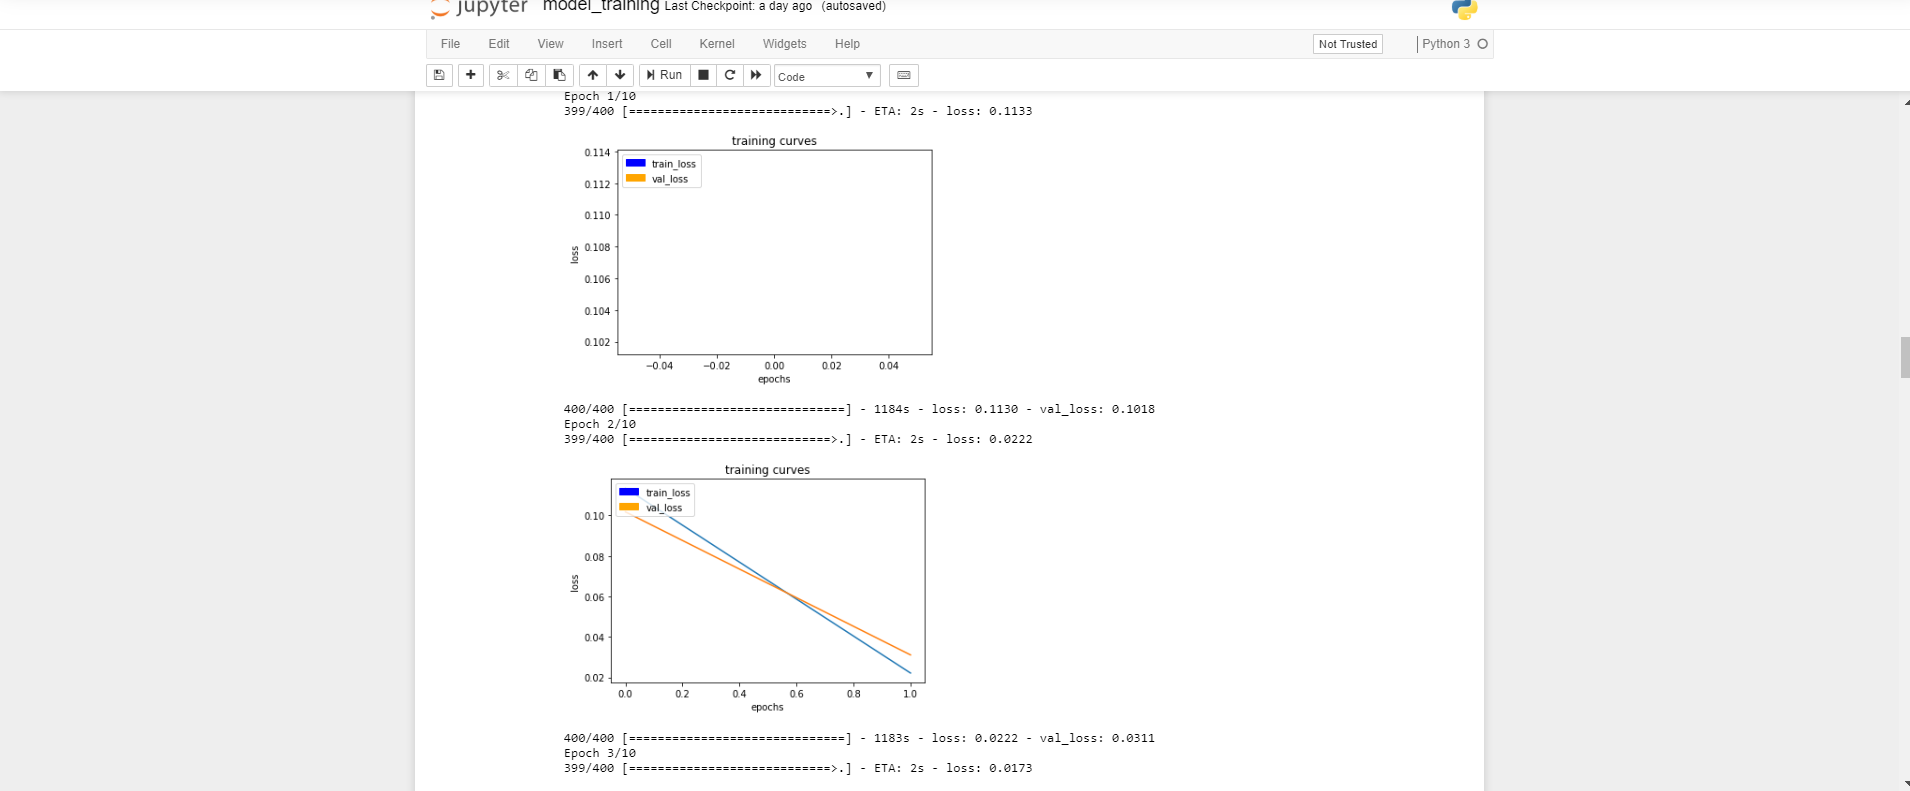 jupyter model_training Last Checkpoint: a day ago (autosaved)
File Edit View Insert Cell Kernel Widgets Help Not Trusted Python 3
Run Code
Epoch 1/10
399/400 [============================>.] - ETA: 2s - loss: 0.1133
training curves
train_loss
val_loss
0.114
0.112
0.110
0.108
0.106
0.104
0.102
loss
−0.04 −0.02 0.00 0.02 0.04
epochs
400/400 [==============================] - 1184s - loss: 0.1130 - val_loss: 0.1018
Epoch 2/10
399/400 [============================>.] - ETA: 2s - loss: 0.0222
training curves
train_loss
val_loss
0.10
0.08
0.06
0.04
0.02
loss
0.0 0.2 0.4 0.6 0.8 1.0
epochs
400/400 [==============================] - 1183s - loss: 0.0222 - val_loss: 0.0311
Epoch 3/10
399/400 [============================>.] - ETA: 2s - loss: 0.0173